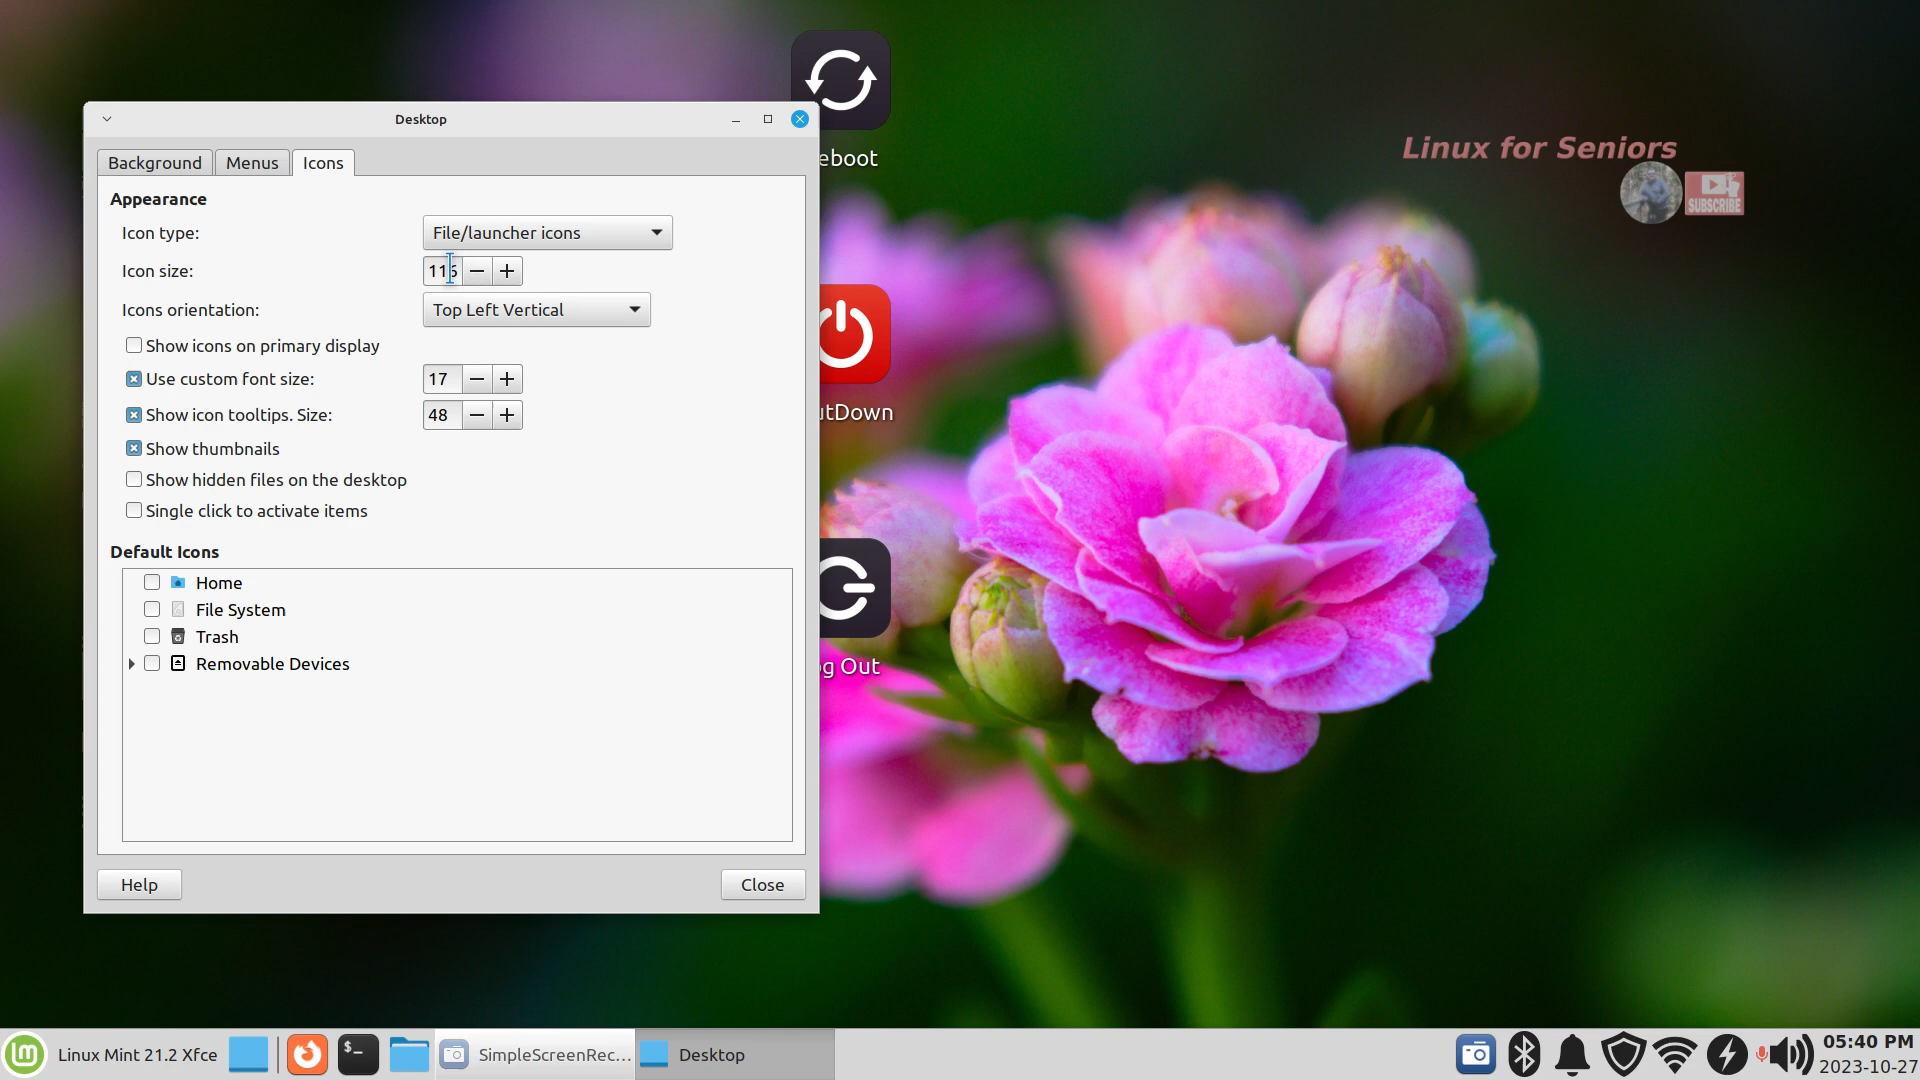 Desktop
Background Menus Icons
Appearance
Icon type: File/launcher icons
Icon size: 116
Icons orientation: Top Left Vertical
Show icons on primary display
Use custom font size: 17
Show icon tooltips. Size: 48
Show thumbnails
Show hidden files on the desktop
Single click to activate items
Default Icons
Home
File System
Trash
Removable Devices
Help Close
eboot
utDown
og Out
Linux for Seniors
SUBSCRIBE
Linux Mint 21.2 Xfce
SimpleScreenRec...
Desktop
05:40 PM
2023-10-27